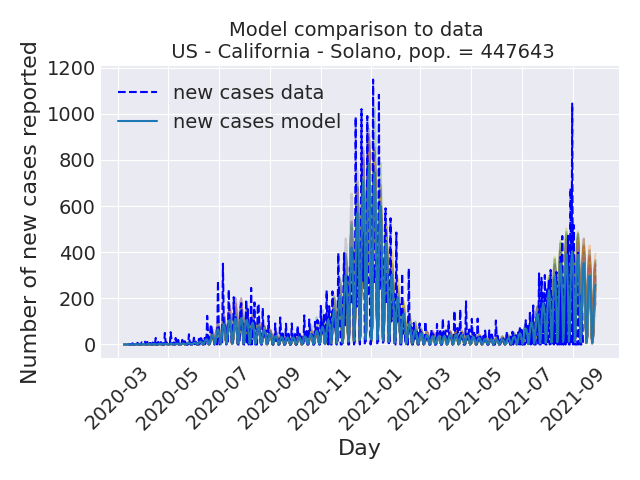 Model comparison to data
US - California - Solano, pop. = 447643
Number of new cases reported
1200
1000
800
600
400
200
0
new cases data
new cases model
2020-03
2020-05
2020-07
2020-09
2020-11
2021-01
2021-03
2021-05
2021-07
2021-09
Day